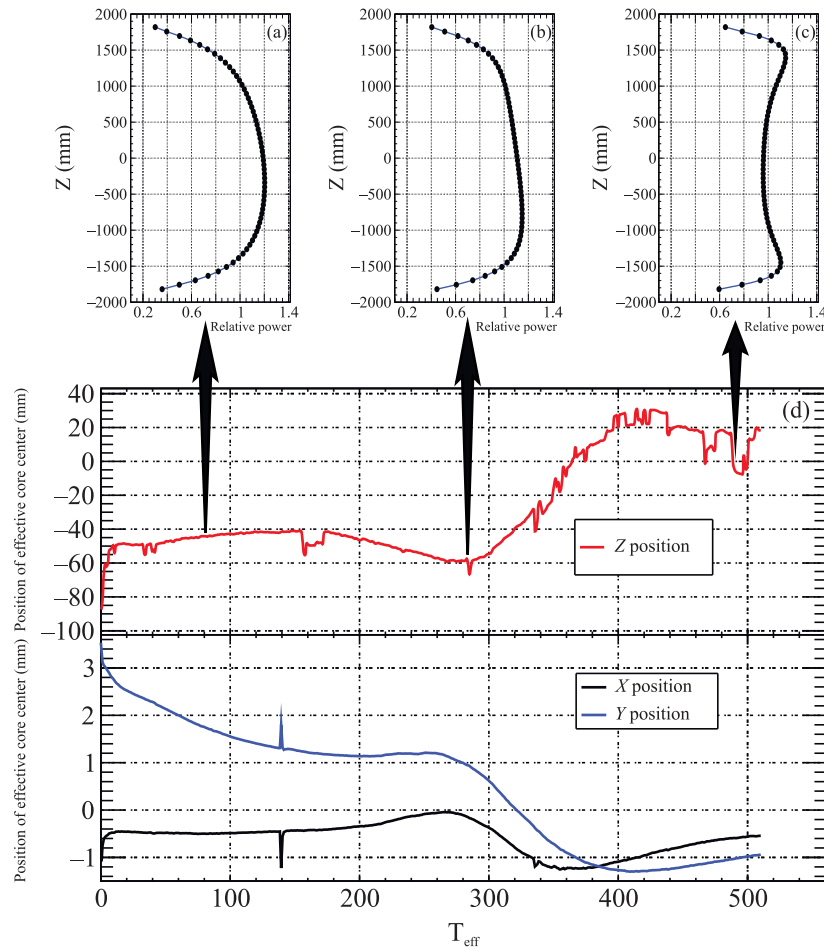 (a)
2000
1500
1000
500
0
−500
−1000
−1500
−2000
Z (mm)
0.2 0.6 1 1.4
Relative power
(b)
2000
1500
1000
500
0
−500
−1000
−1500
−2000
Z (mm)
0.2 0.6 1 1.4
Relative power
(c)
2000
1500
1000
500
0
−500
−1000
−1500
−2000
Z (mm)
0.2 0.6 1 1.4
Relative power
(d)
40
20
0
−20
−40
−60
−80
−100
Position of effective core center (mm)
Z position
3
2
1
0
−1
Position of effective core center (mm)
X position
Y position
0 100 200 300 400 500
T_eff